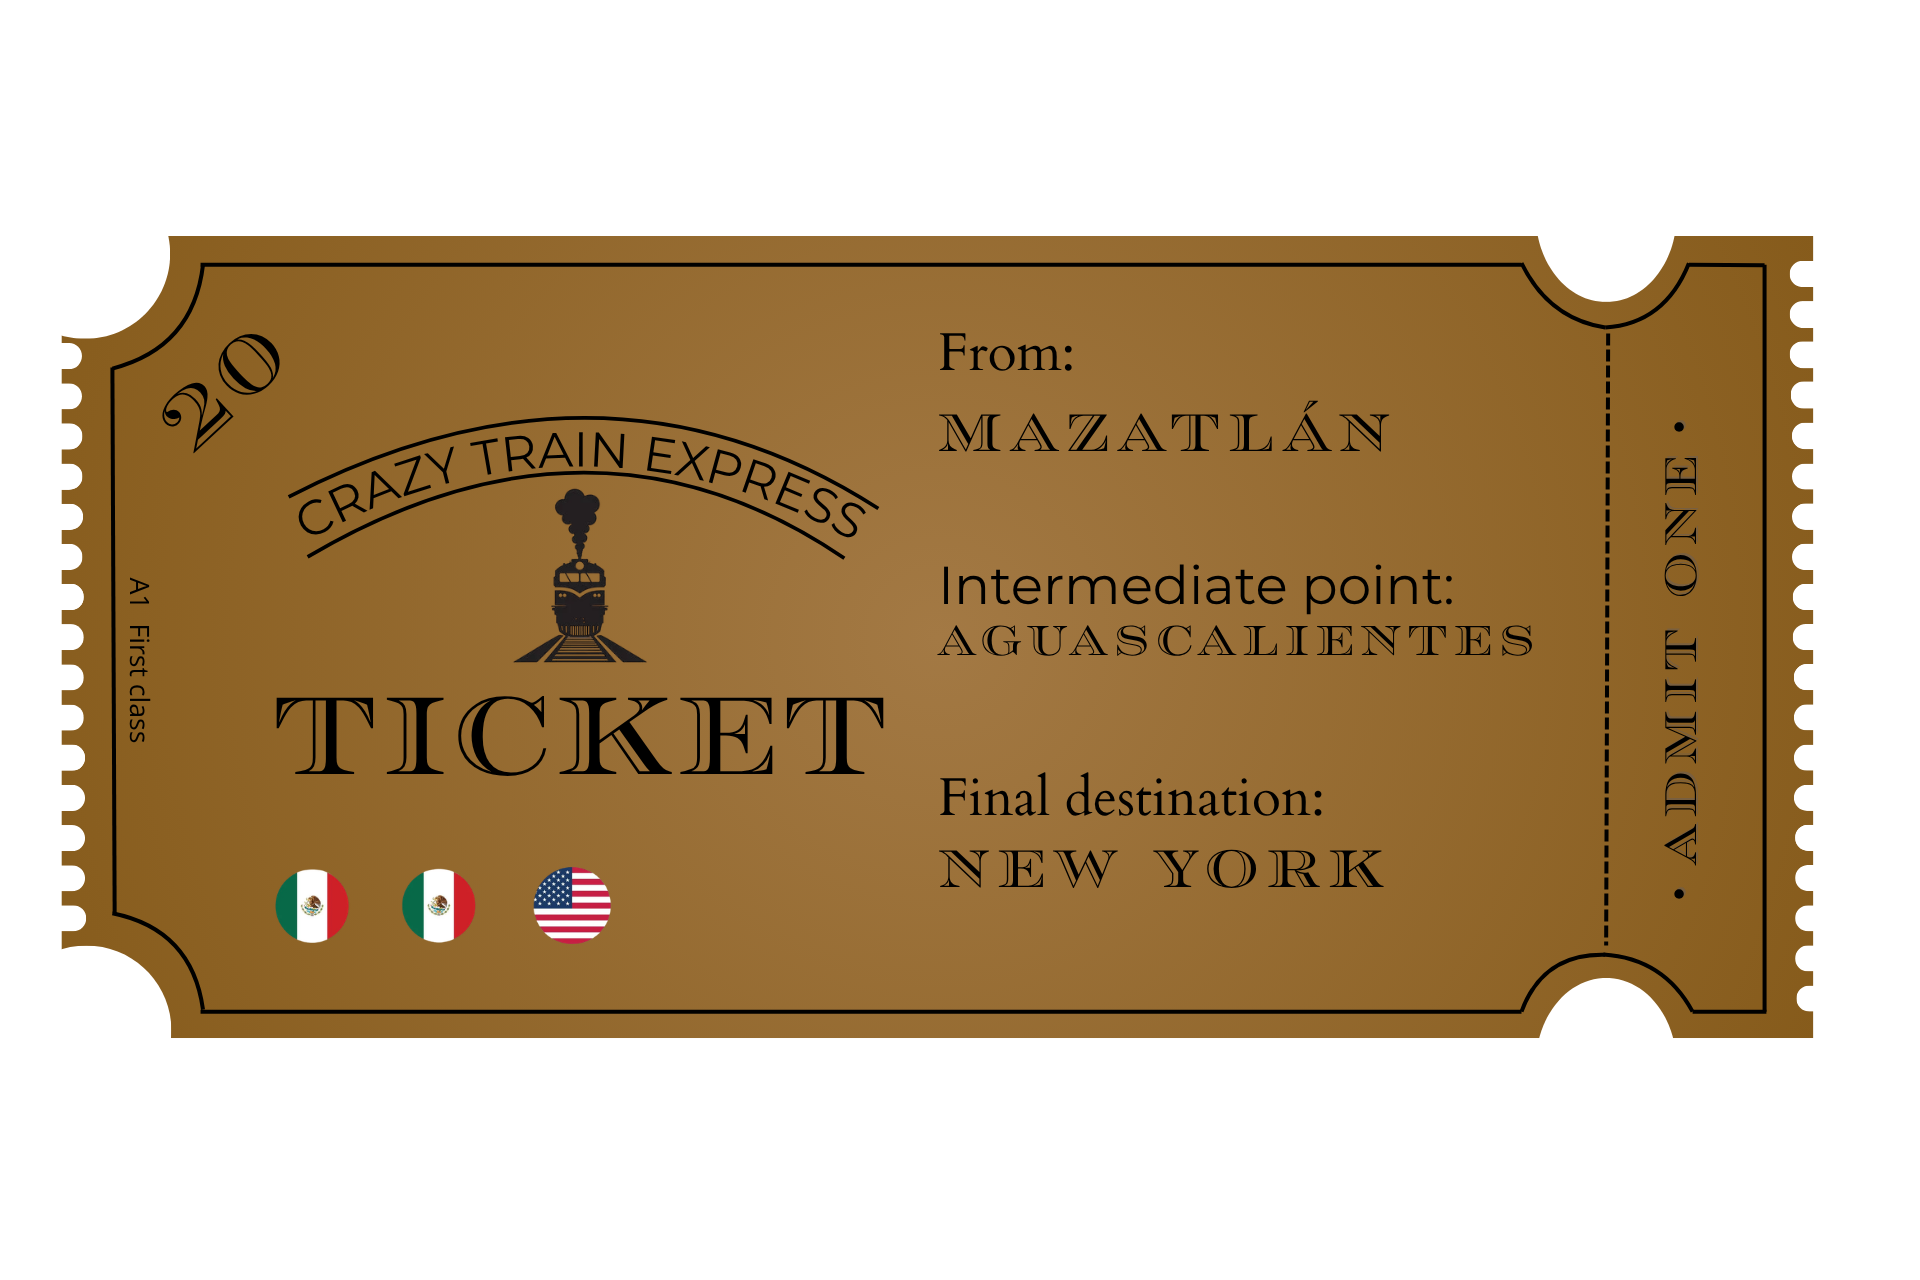 20
CRAZY TRAIN EXPRESS
TICKET
A1 First class
From:
MAZATLÁN
Intermediate point:
AGUASCALIENTES
Final destination:
NEW YORK
• ADMIT ONE •